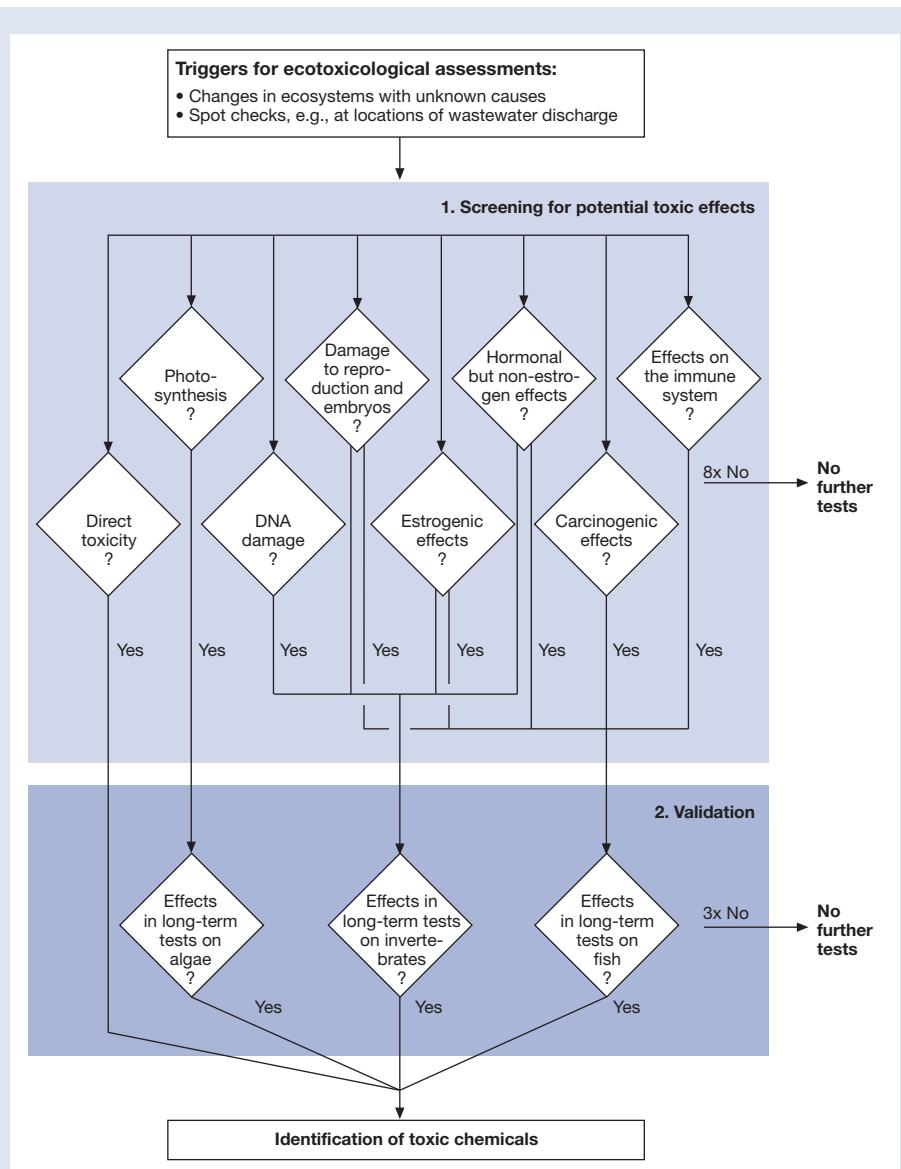 Triggers for ecotoxicological assessments:
• Changes in ecosystems with unknown causes
• Spot checks, e.g., at locations of wastewater discharge
1. Screening for potential toxic effects
Photo-
synthesis
?
Damage
to repro-
duction and
embryos
?
Hormonal
but non-estro-
gen effects
?
Effects on
the immune
system
?
Direct
toxicity
?
DNA
damage
?
Estrogenic
effects
?
Carcinogenic
effects
?
8x No
No
further
tests
Yes
Yes
Yes
Yes
Yes
Yes
Yes
Yes
2. Validation
Effects
in long-term
tests on
algae
?
Effects in
long-term tests
on inverte-
brates
?
Effects
in long-term
tests on
fish
?
3x No
No
further
tests
Yes
Yes
Yes
Identification of toxic chemicals